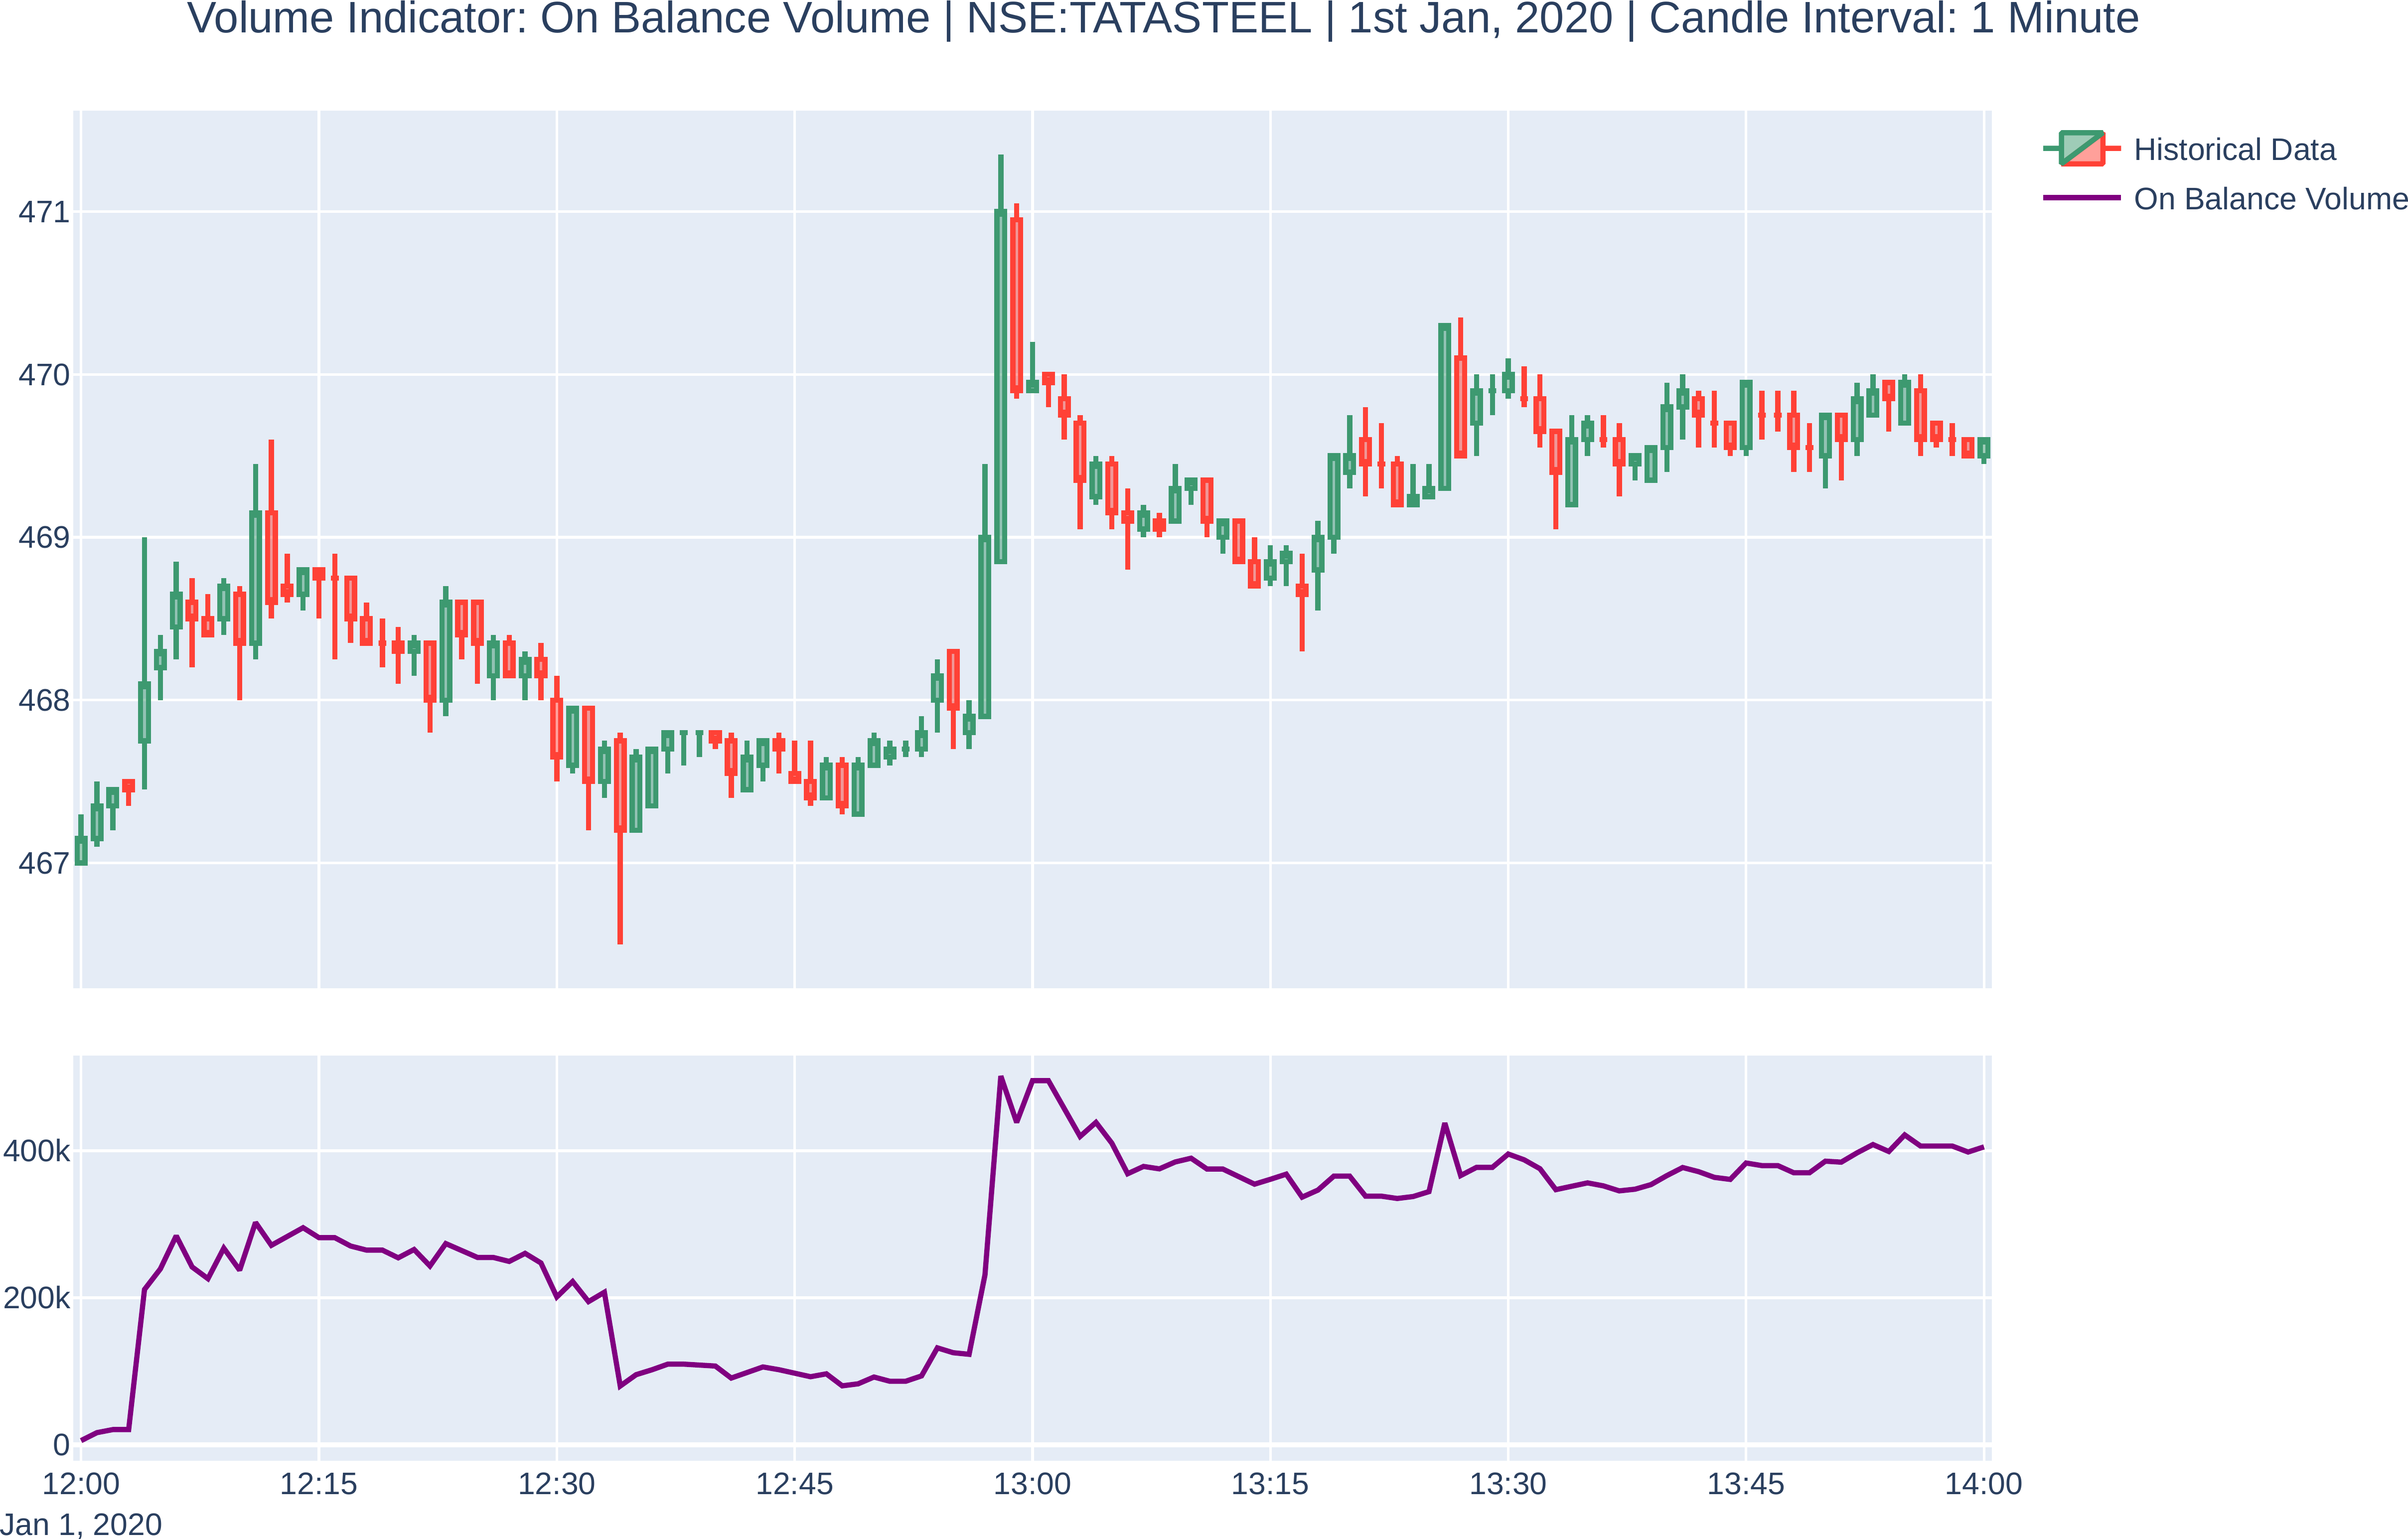 Volume Indicator: On Balance Volume | NSE:TATASTEEL | 1st Jan, 2020 | Candle Interval: 1 Minute
Historical Data
On Balance Volume
471
470
469
468
467
400k
200k
0
12:00 12:15 12:30 12:45 13:00 13:15 13:30 13:45 14:00
Jan 1, 2020